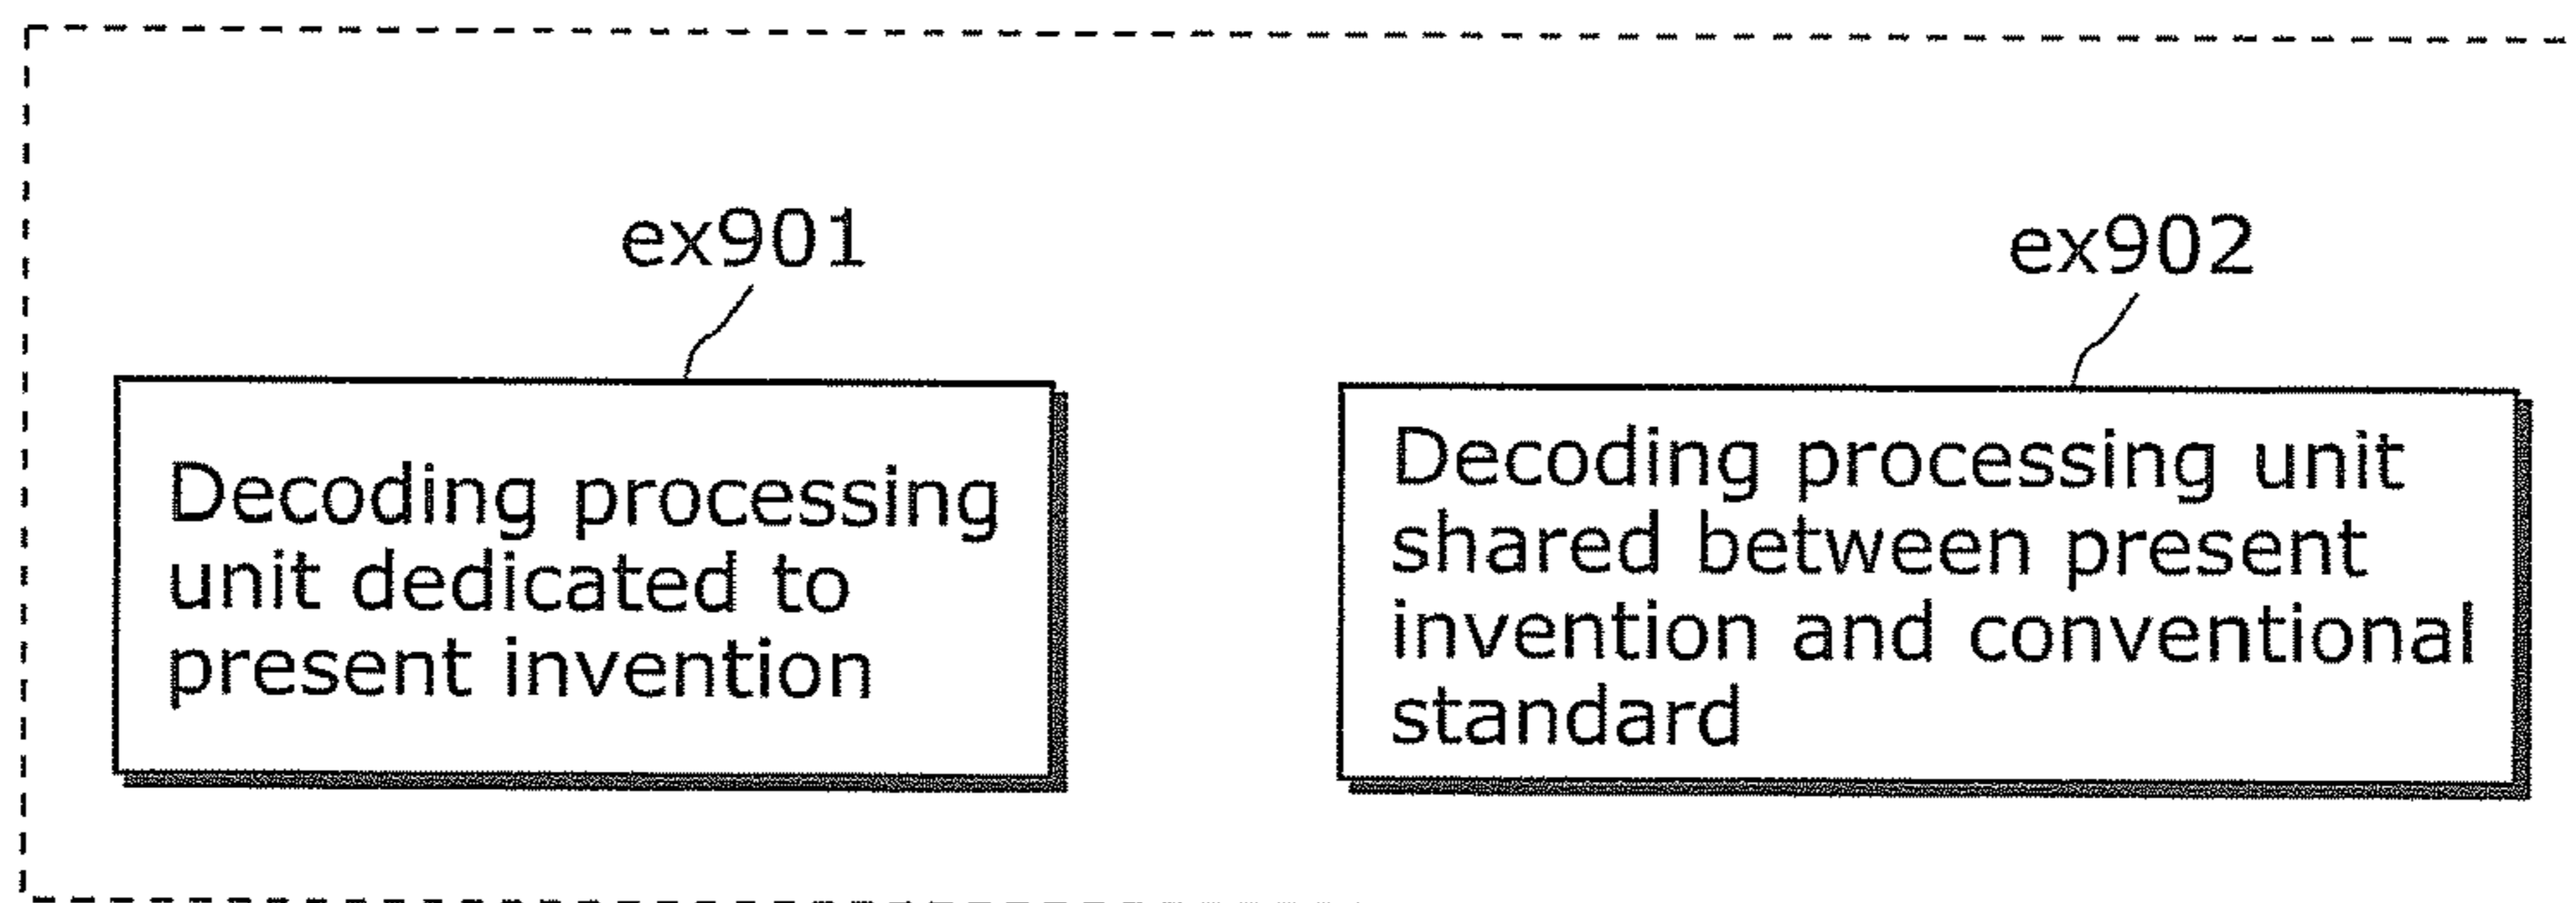 ex901
ex902
Decoding processing
unit dedicated to
present invention
Decoding processing unit
shared between present
invention and conventional
standard